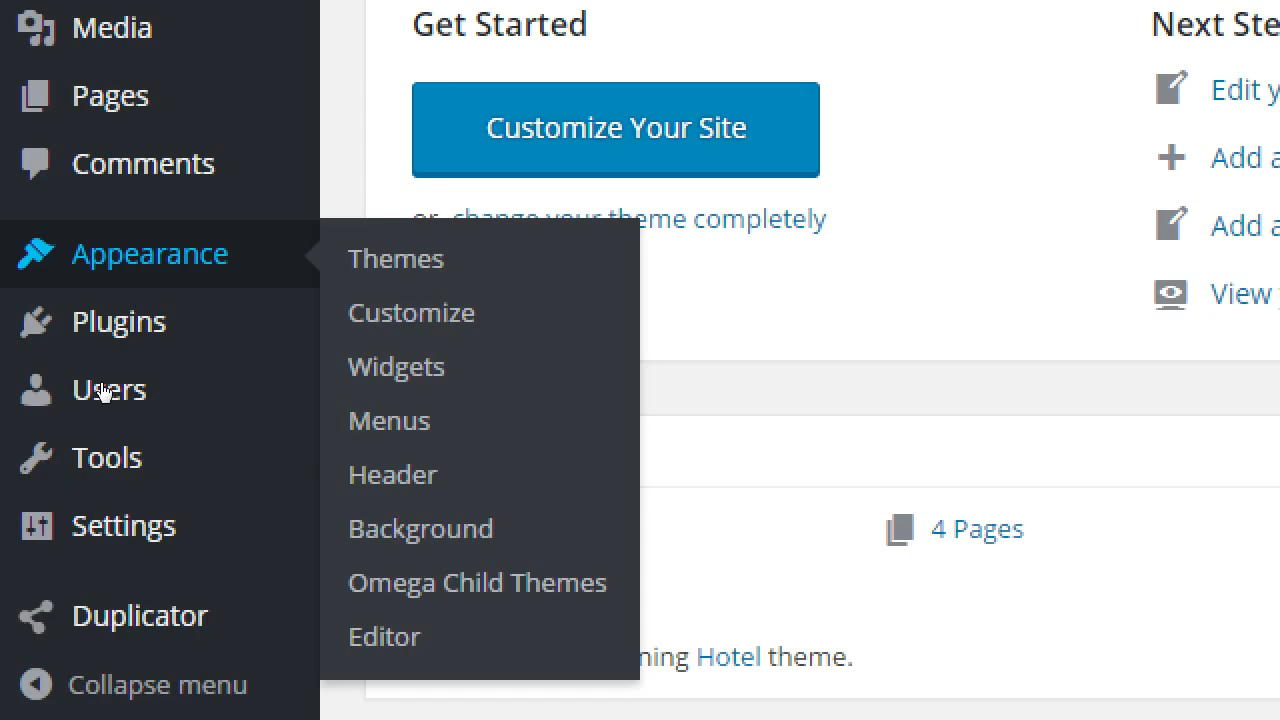 Media
Pages
Comments
Appearance
Plugins
Users
Tools
Settings
Duplicator
Collapse menu
Themes
Customize
Widgets
Menus
Header
Background
Omega Child Themes
Editor
Get Started
Customize Your Site
or, change your theme completely
Next Ste
Edit y
Add a
Add a
View
4 Pages
ning Hotel theme.